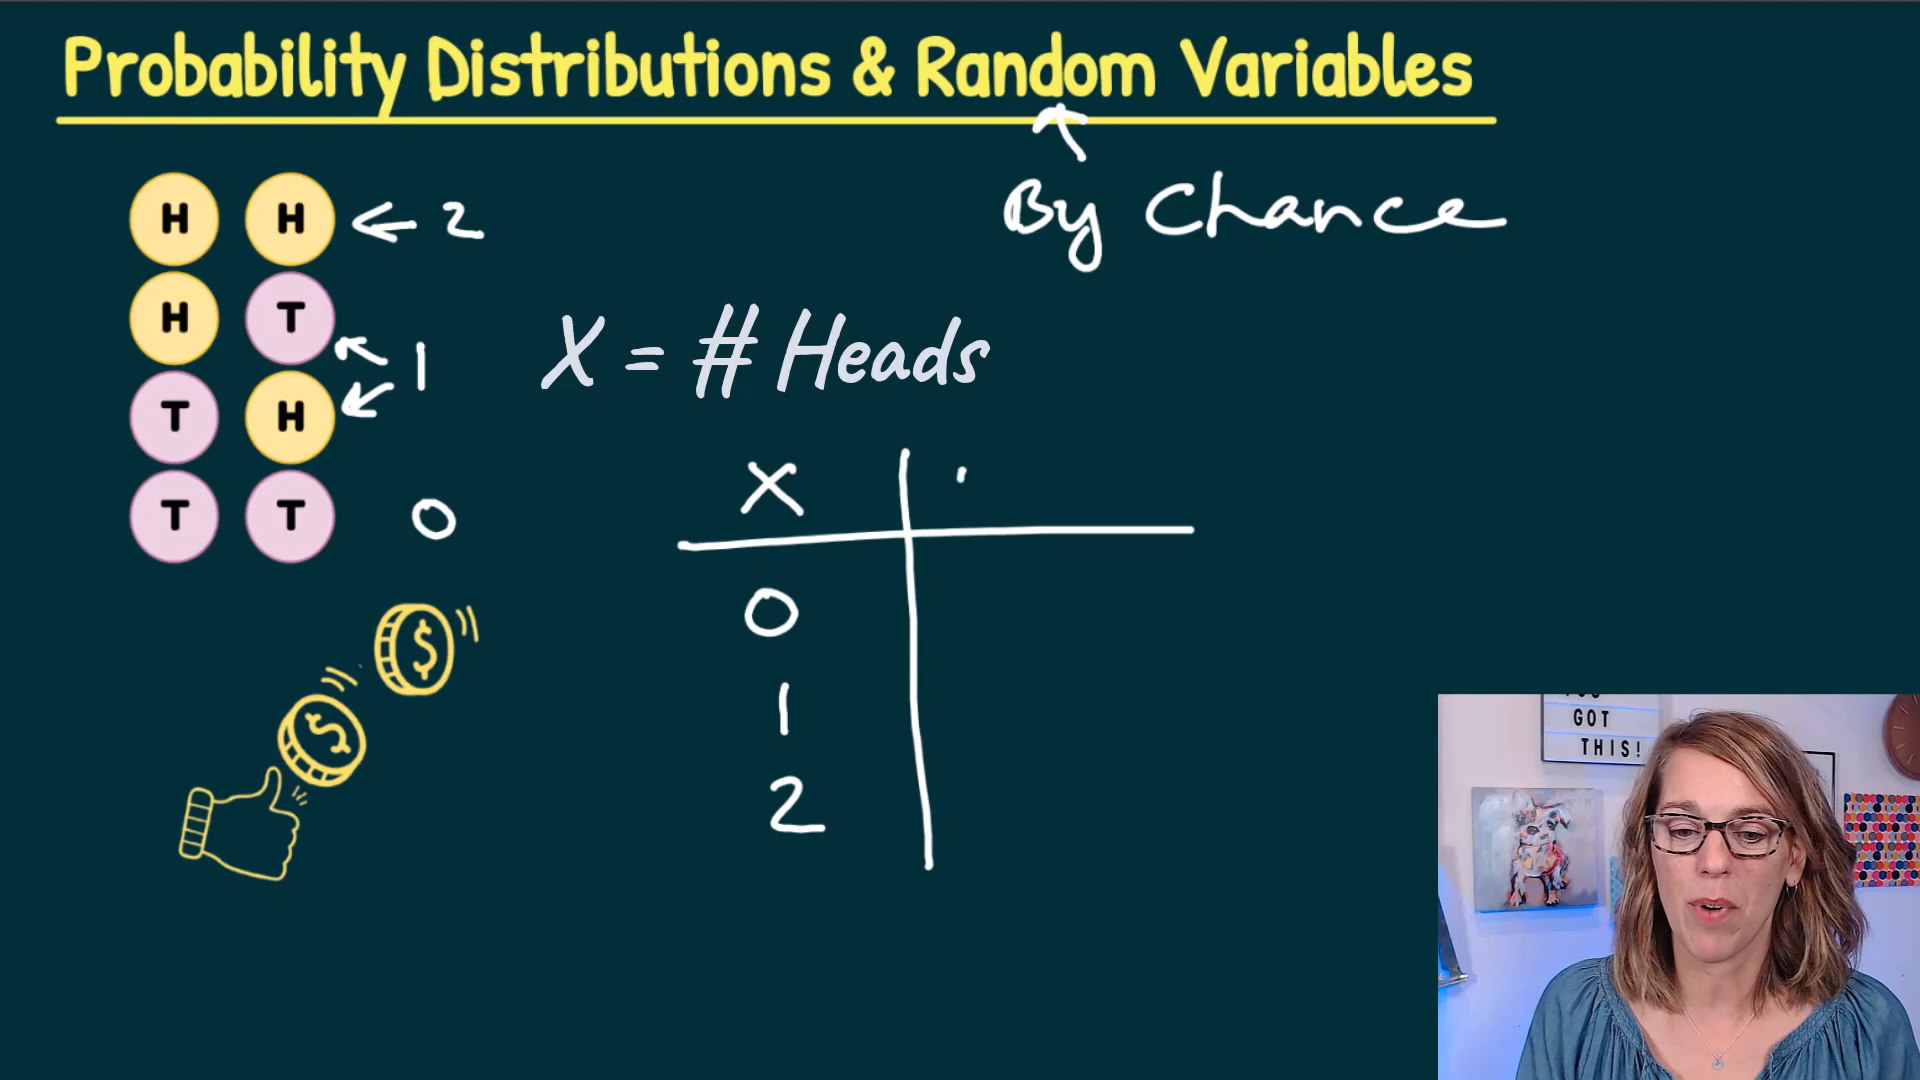 Probability Distributions & Random Variables
By Chance
H H ← 2
H T
1
T H
T T 0
X = # Heads
X
0
1
2
$
$
GOT
THIS!